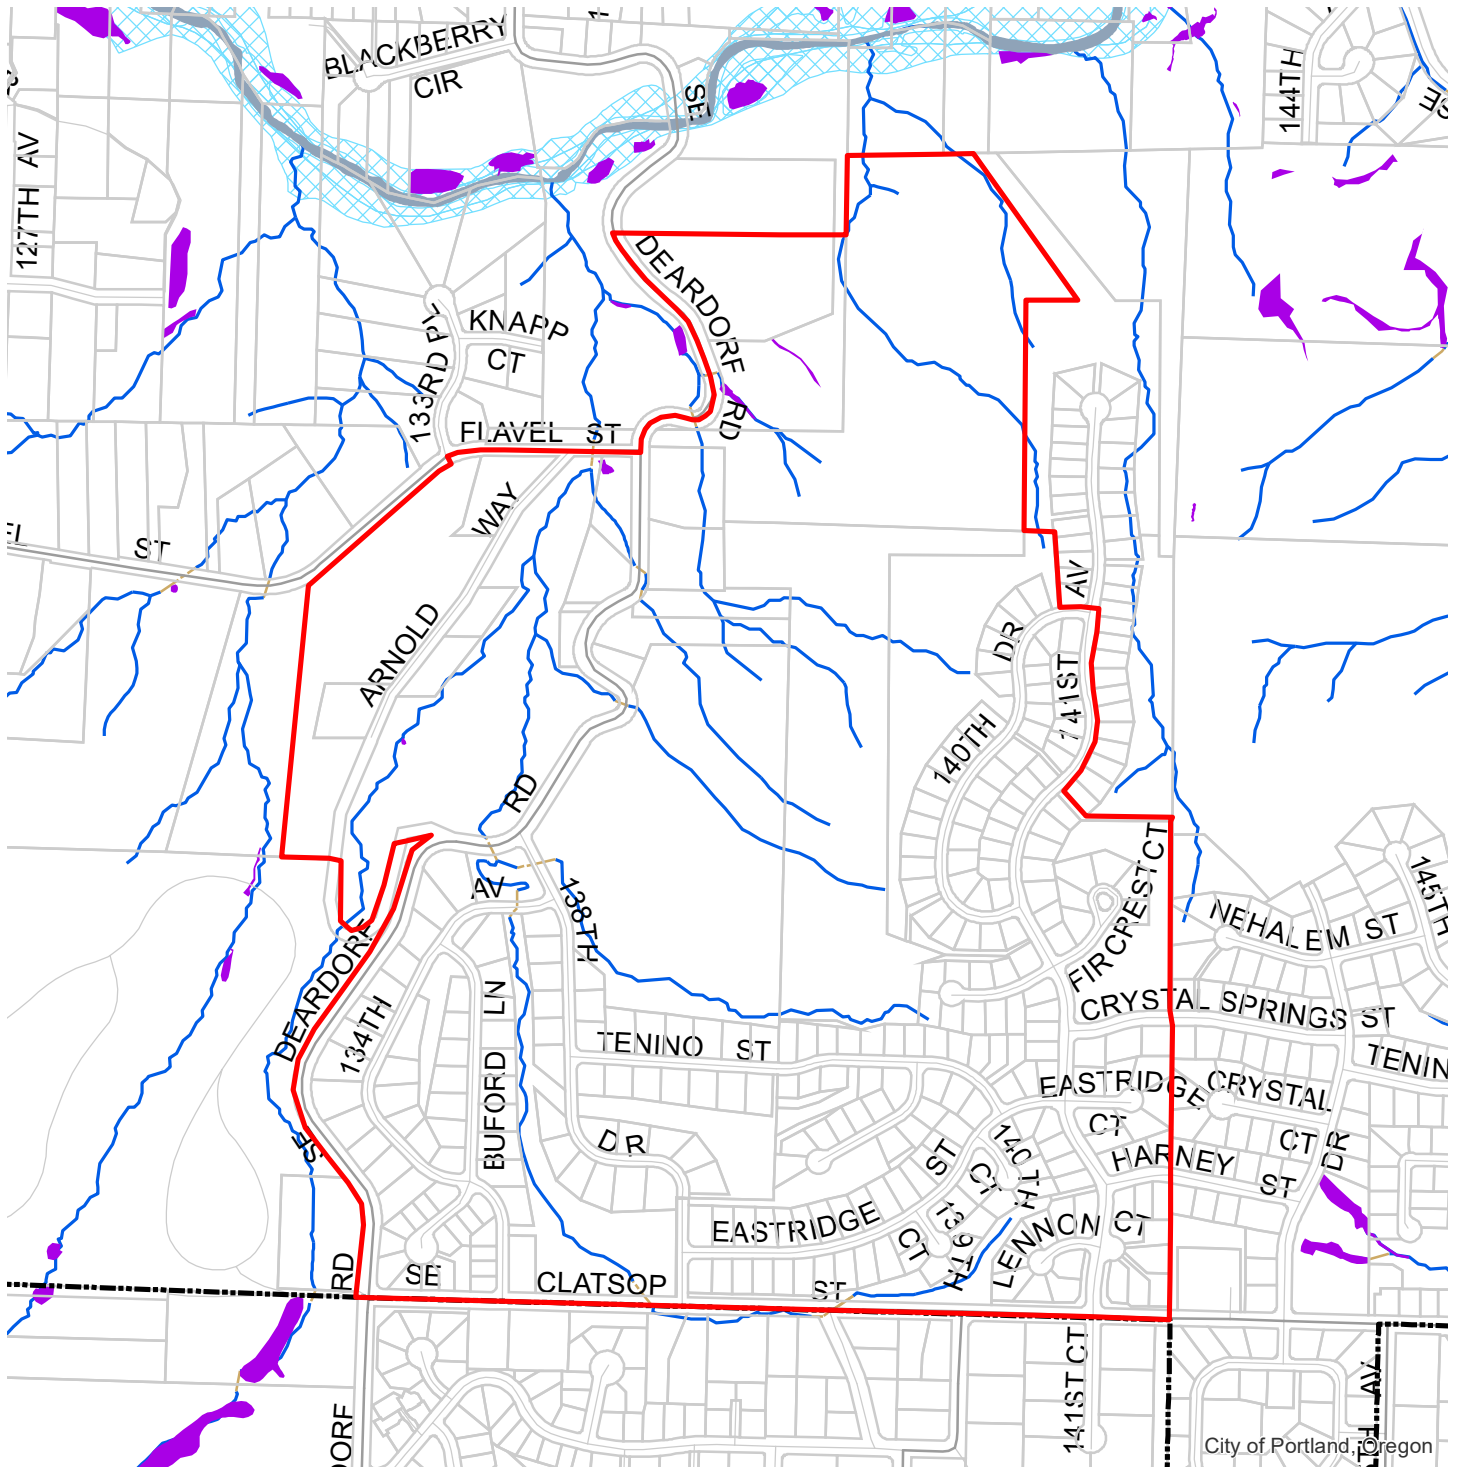 BLACKBERRY
CIR
SE
144TH
SE
127TH AV
DEARDORF
RD
KNAPP
CT
133RD PL
FLAVEL ST
WAY
ARNOLD
ST
AV
DR
141ST
140TH
RD
AV
138TH
FIRCREST CT
145TH
NEHALEM ST
CRYSTAL SPRINGS ST
DEARDORF
134TH
BUFORD LN
TENINO ST
TENIN
EASTRIDGE
CT
CRYSTAL
CT
DR
SE
DR
ST
140TH
CT
HARNEY ST
EASTRIDGE
CT
139TH
LENNON CT
RD
SE CLATSOP ST
141ST CT
AV
DORF
City of Portland, Oregon